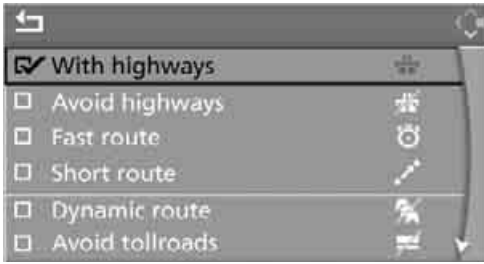 With highways
Avoid highways
Fast route
Short route
Dynamic route
Avoid tollroads